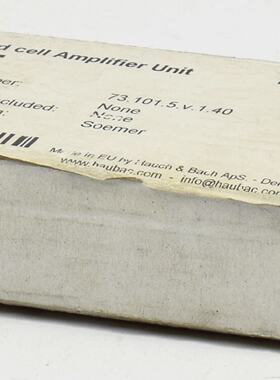 d cell Amplifier Unit
er: 73.101.5.v.1.40
cluded: None
None
Soemer
Made in EU by Hauch & Bach ApS. - Den
www.haubac.com - info@haubac.com